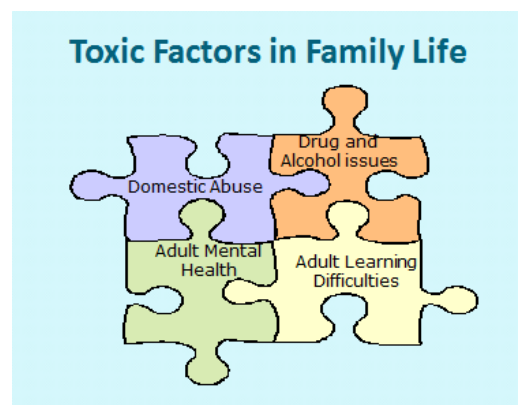 Toxic Factors in Family Life
Drug and
Alcohol issues
Domestic Abuse
Adult Mental
Health
Adult Learning
Difficulties